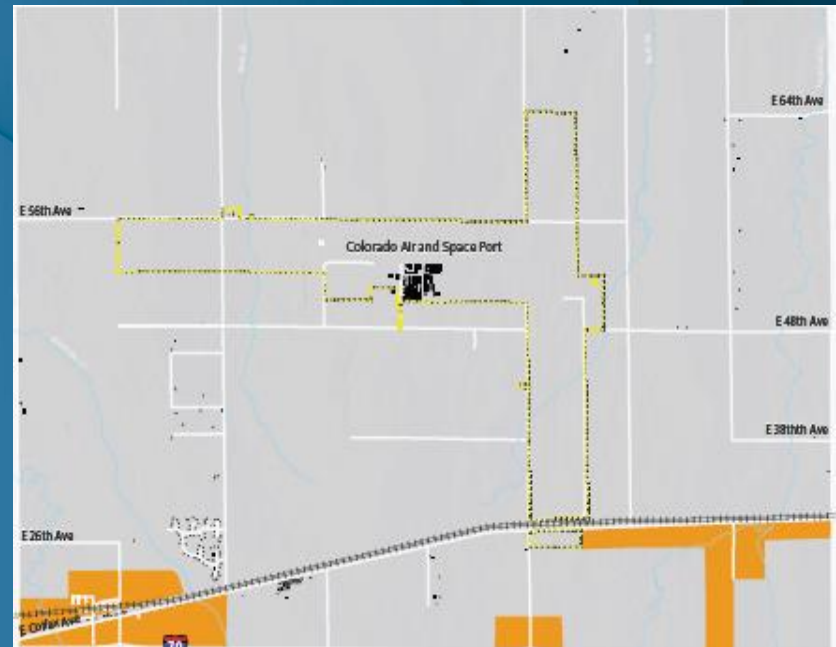 E 64th Ave
E 56th Ave
Colorado Air and Space Port
E 48th Ave
E 38thth Ave
E 26th Ave
E Colfax Ave
70